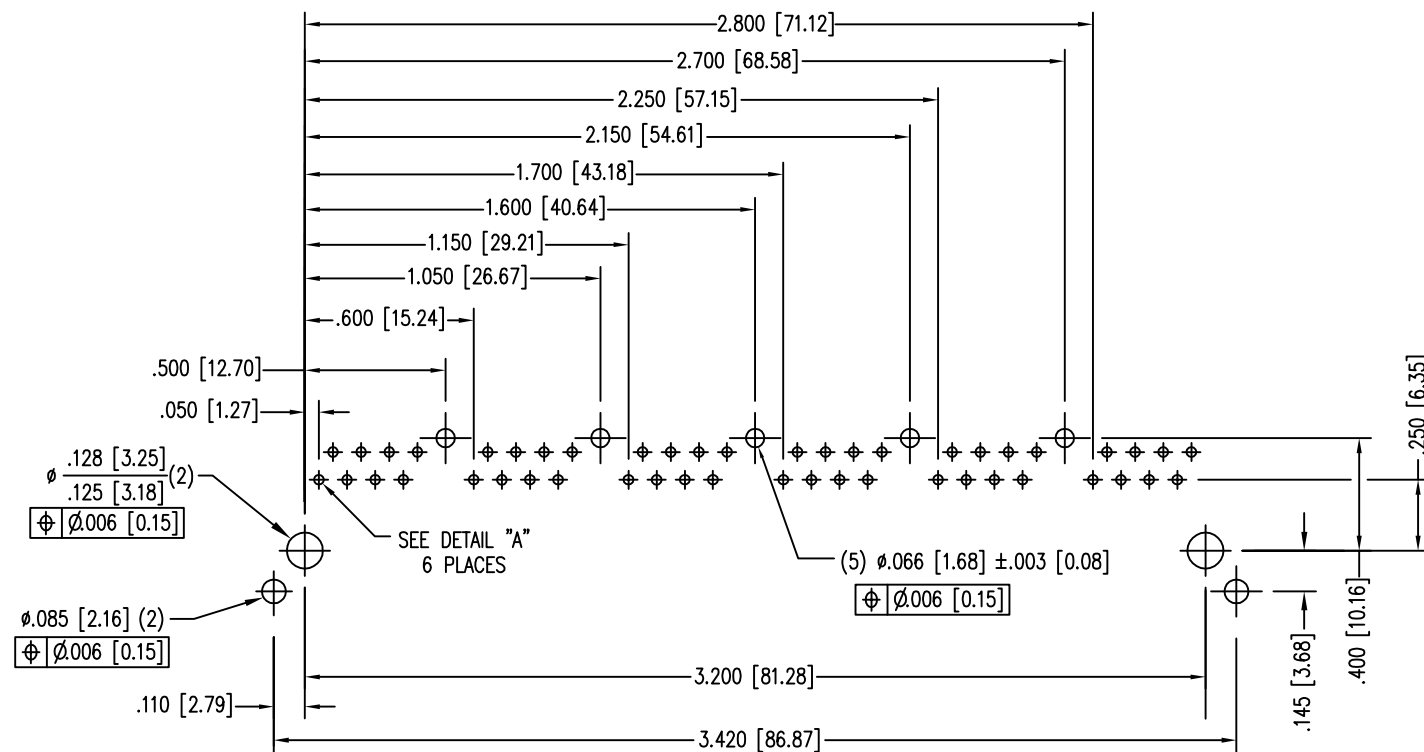 2.800 [71.12]
2.700 [68.58]
2.250 [57.15]
2.150 [54.61]
1.700 [43.18]
1.600 [40.64]
1.150 [29.21]
1.050 [26.67]
.600 [15.24]
.500 [12.70]
.050 [1.27]
.250 [6.35]
ø .128 [3.25]
.125 [3.18] (2)
⌖ Ø.006 [0.15]
SEE DETAIL "A"
6 PLACES
(5) ø.066 [1.68] ±.003 [0.08]
⌖ Ø.006 [0.15]
ø.085 [2.16] (2)
⌖ Ø.006 [0.15]
.400 [10.16]
.145 [3.68]
3.200 [81.28]
.110 [2.79]
3.420 [86.87]